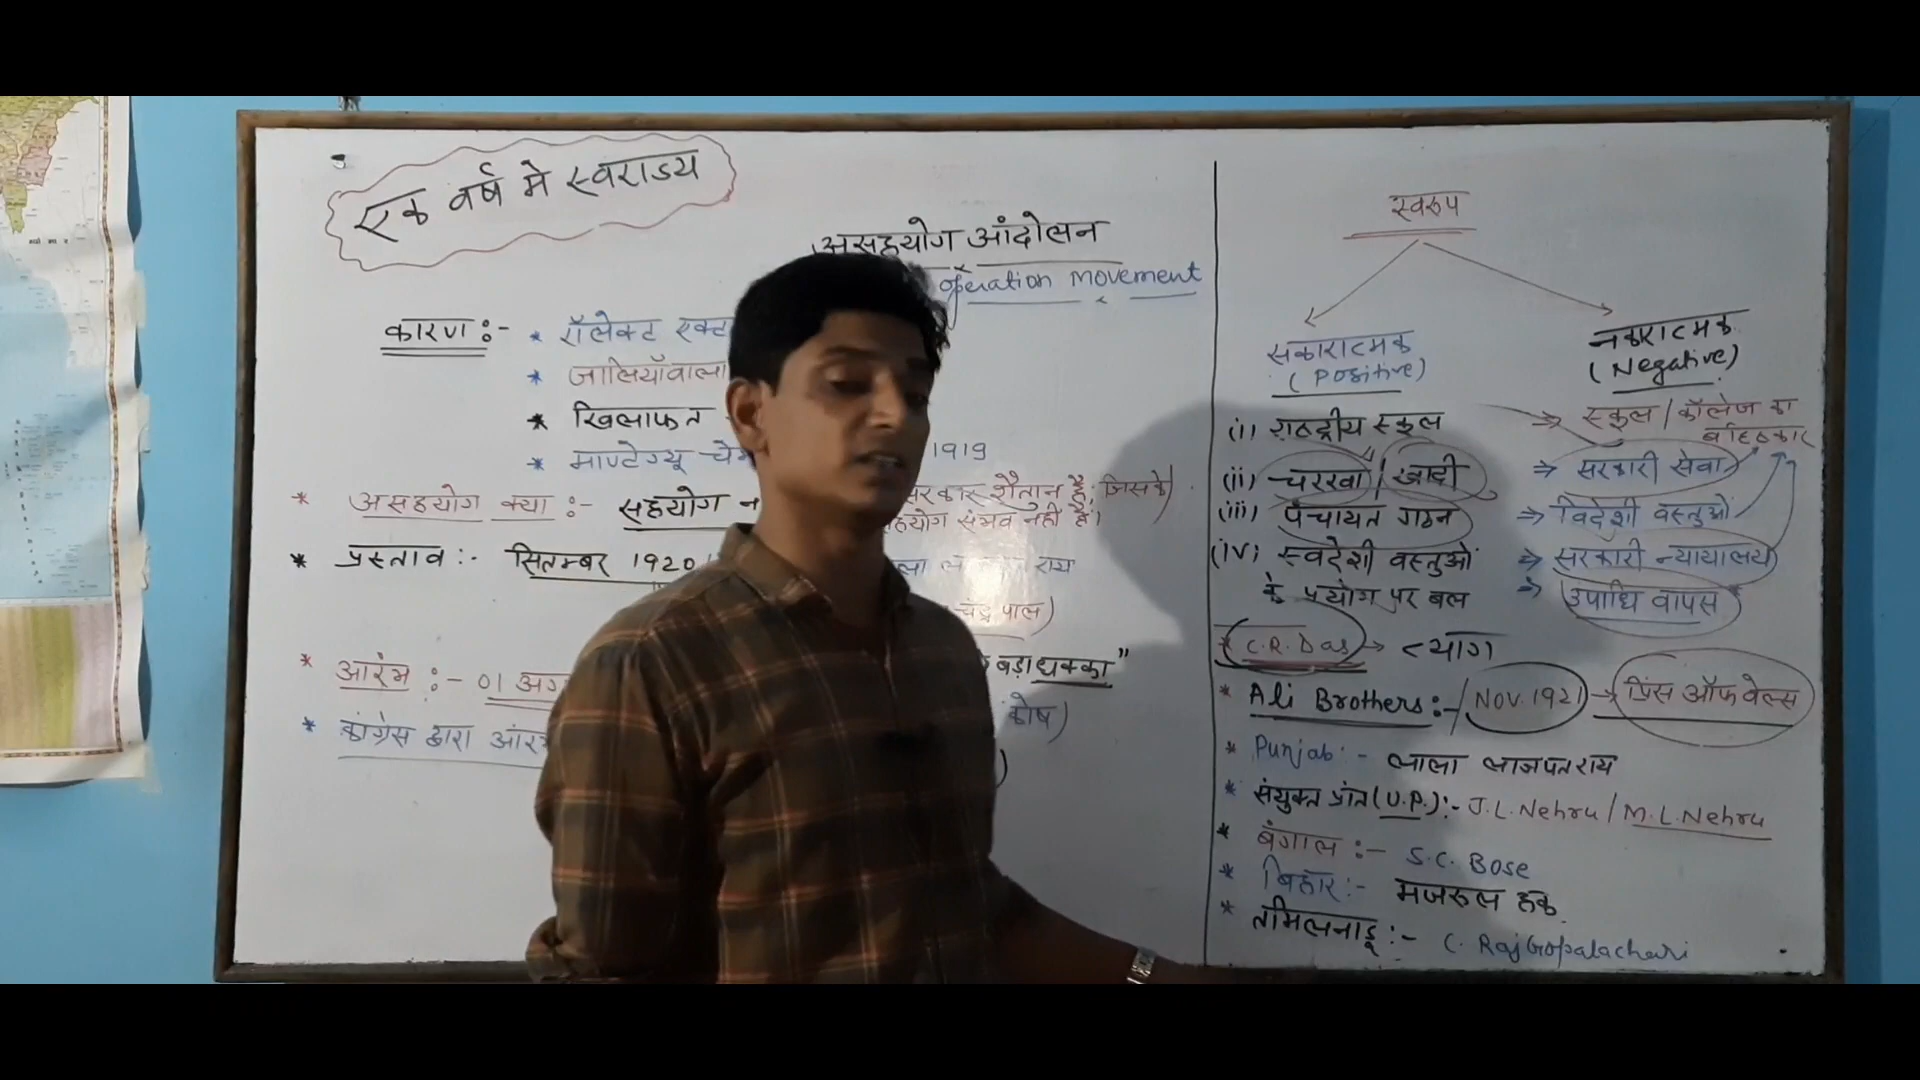 एक वर्ष मे स्वराज्य
असहयोग आंदोलन
operation movement
कारण :-
* रॉलेक्ट एक्ट
* जालियाँवाला
* खिलाफत
* माण्टेग्यू 1919
* असहयोग क्या :- सहयोग न सरकार शैतान है जिसके
सहयोग संभव नही है।
* प्रस्ताव :- सितम्बर 1920 राय
चंद्र पाल)
* आरंभ :- 01 अग बड़ा धक्का"
* कांग्रेस द्वारा आरं कोष)
स्वरूप
सकारात्मक
(Positive)
(i) राष्ट्रीय स्कूल
(ii) चरखा / खादी
(iii) पंचायत गठन
(iv) स्वदेशी वस्तुओं
के प्रयोग पर बल
नकारात्मक
(Negative)
⇒ स्कूल / कॉलेज का
बहिष्कार
⇒ सरकारी सेवा
⇒ विदेशी वस्तुओं
⇒ सरकारी न्यायालय
⇒ उपाधि वापस
* C.R. Das → त्याग
* Ali Brothers :- / NOV. 1921 → प्रिंस ऑफ वेल्स
* Punjab :- लाला लाजपत राय
* संयुक्त प्रांत (U.P.) :- J.L. Nehru / M.L. Nehru
* बंगाल :- S.C. Bose
* बिहार :- मजरूल हक
* तमिलनाडू :- C. RajGopalachari